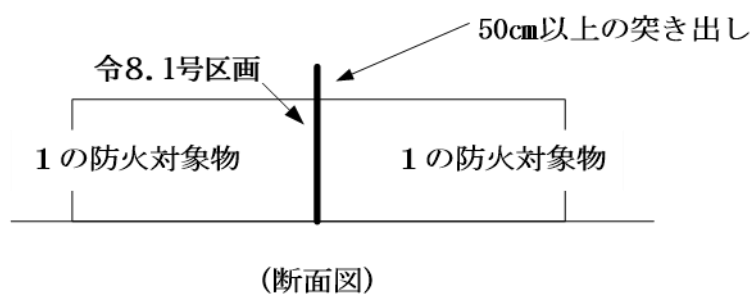 50㎝以上の突き出し
令8.1号区画
1の防火対象物
1の防火対象物
(断面図)